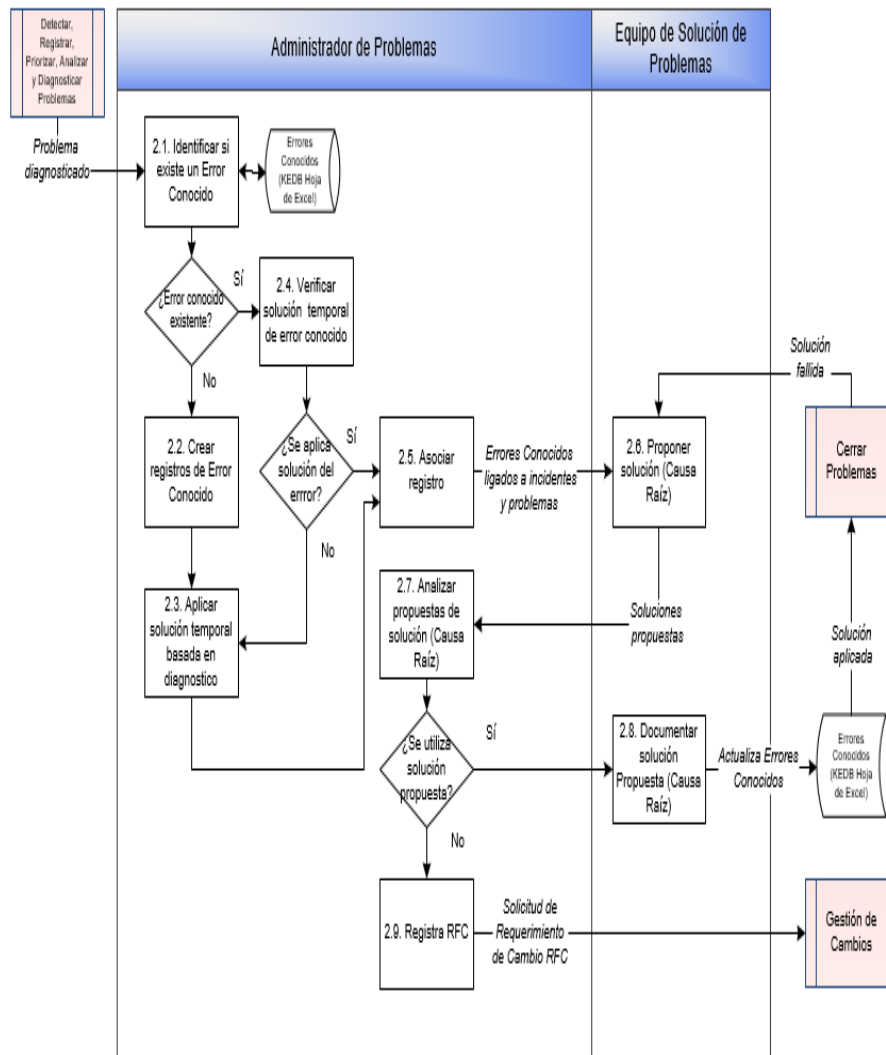 Detectar,
Registrar,
Priorizar, Analizar
y Diagnosticar
Problemas
Administrador de Problemas
Equipo de Solución de
Problemas
Problema
diagnosticado
2.1. Identificar si
existe un Error
Conocido
Errores
Conocidos
(KEDB Hoja
de Excel)
¿Error conocido
existente?
Sí
No
2.4. Verificar
solución temporal
de error conocido
2.2. Crear
registros de Error
Conocido
¿Se aplica
solución del
errror?
Sí
No
2.5. Asociar
registro
Errores Conocidos
ligados a incidentes
y problemas
2.6. Proponer
solución (Causa
Raíz)
Solución
fallida
Cerrar
Problemas
2.3. Aplicar
solución temporal
basada en
diagnostico
2.7. Analizar
propuestas de
solución (Causa
Raíz)
Soluciones
propuestas
Solución
aplicada
¿Se utiliza
solución
propuesta?
Sí
No
2.8. Documentar
solución
Propuesta (Causa
Raíz)
Actualiza Errores
Conocidos
Errores
Conocidos
(KEDB Hoja
de Excel)
2.9. Registra RFC
Solicitud de
Requerimiento
de Cambio RFC
Gestión de
Cambios